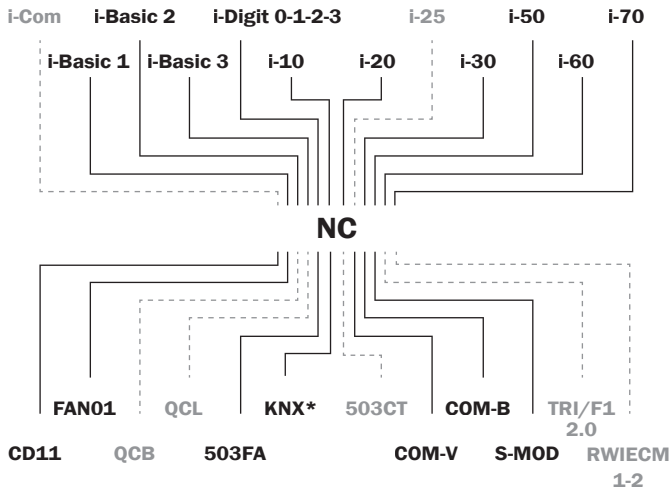 i-Com i-Basic 2 i-Digit 0-1-2-3 i-25 i-50 i-70
i-Basic 1 i-Basic 3 i-10 i-20 i-30 i-60
NC
FAN01 QCL KNX* 503CT COM-B TRI/F1
2.0
CD11 QCB 503FA COM-V S-MOD RWIECM
1-2